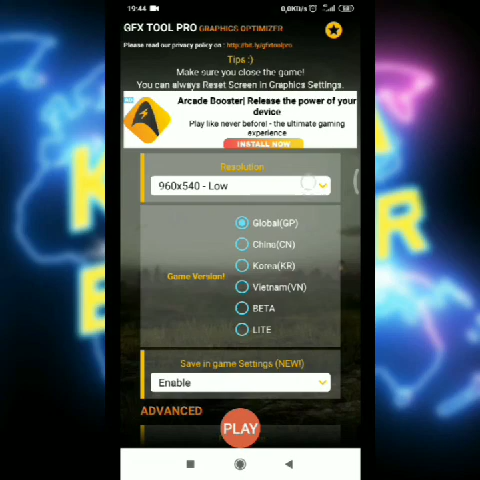 19:44
0,0KB/s
GFX TOOL PRO GRAPHICS OPTIMIZER
Please read our privacy policy on : http://bit.ly/gfxtoolpro
Tips :)
Make sure you close the game!
You can always Reset Screen in Graphics Settings.
Arcade Booster| Release the power of your
device
Play like never before! - the ultimate gaming
experience
INSTALL NOW
Resolution
960x540 - Low
Global(GP)
China(CN)
Korea(KR)
Game Version!
Vietnam(VN)
BETA
LITE
Save in game Settings (NEW!)
Enable
ADVANCED
PLAY